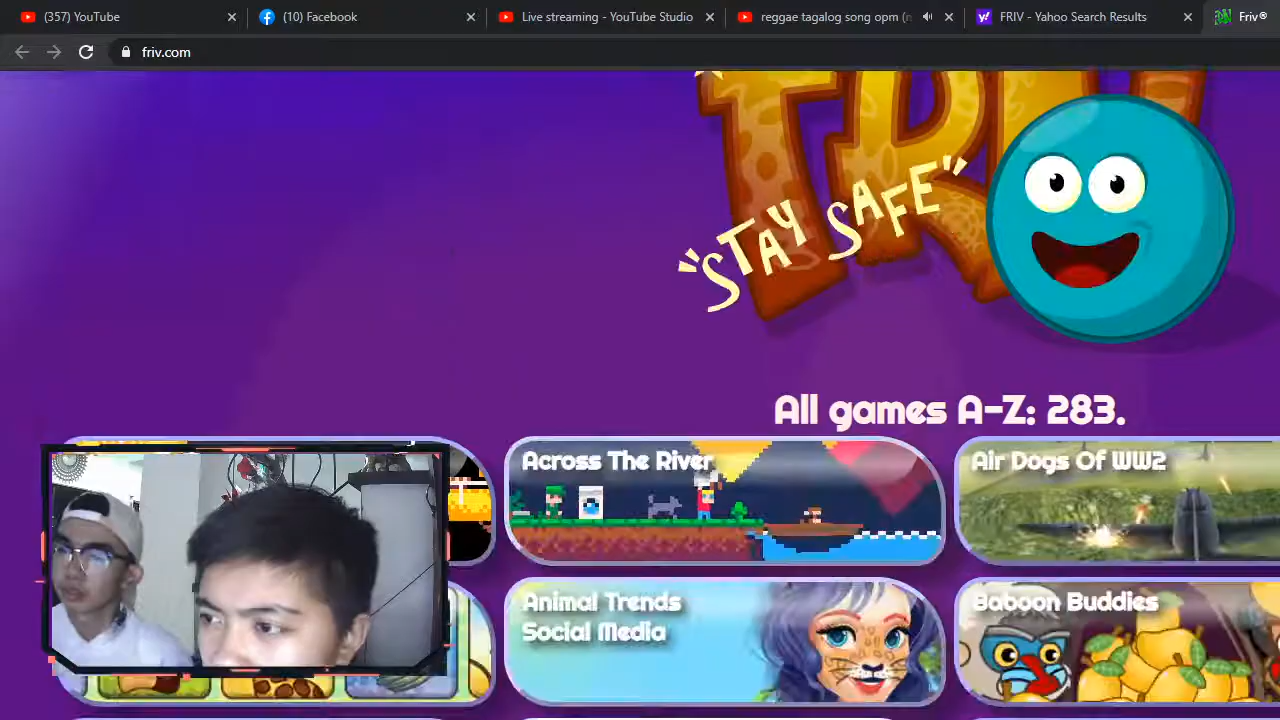 (357) YouTube
(10) Facebook
Live streaming - YouTube Studio
reggae tagalog song opm (n
FRIV - Yahoo Search Results
Friv®
friv.com
"STAY SAFE"
All games A-Z: 283.
Across The River
Air Dogs Of WW2
Animal Trends
Social Media
Baboon Buddies